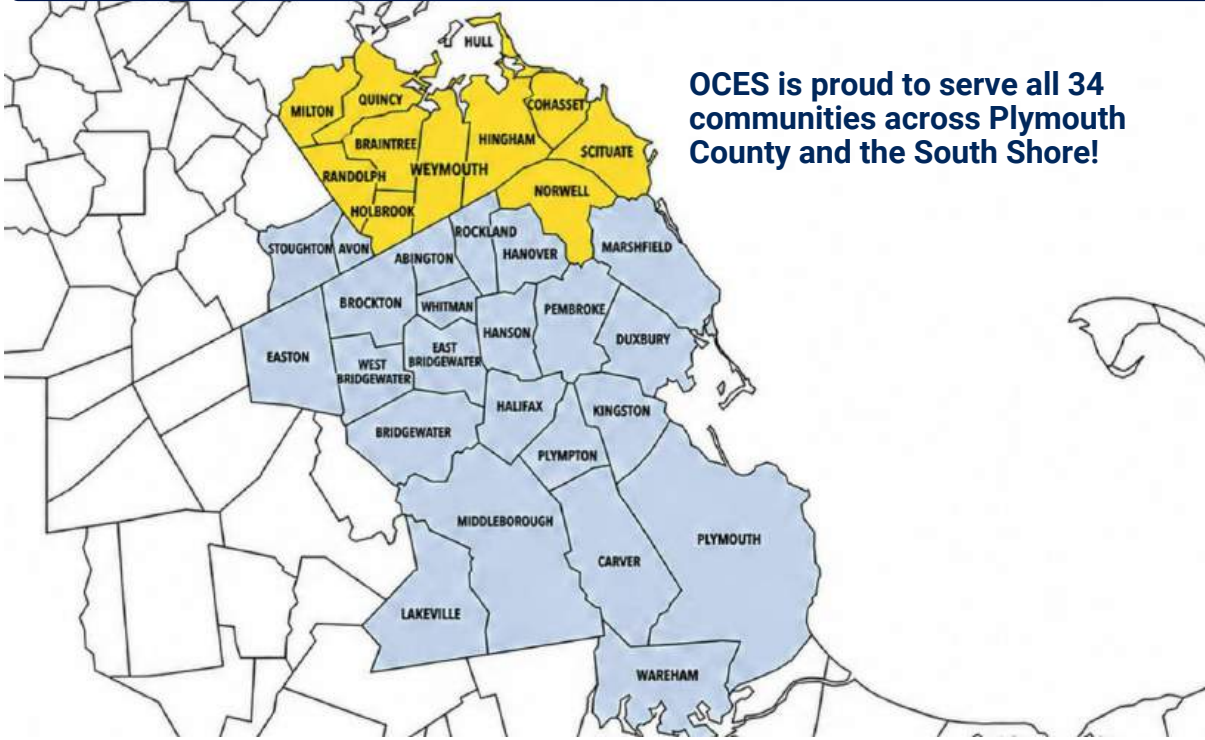 HULL
OCES is proud to serve all 34
communities across Plymouth
County and the South Shore!
MILTON
QUINCY
COHASSET
BRAINTREE
HINGHAM
SCITUATE
RANDOLPH
WEYMOUTH
NORWELL
HOLBROOK
STOUGHTON
AVON
ABINGTON
ROCKLAND
HANOVER
MARSHFIELD
BROCKTON
WHITMAN
PEMBROKE
HANSON
DUXBURY
EASTON
WEST
BRIDGEWATER
EAST
BRIDGEWATER
HALIFAX
KINGSTON
BRIDGEWATER
PLYMPTON
MIDDLEBOROUGH
PLYMOUTH
CARVER
LAKEVILLE
WAREHAM